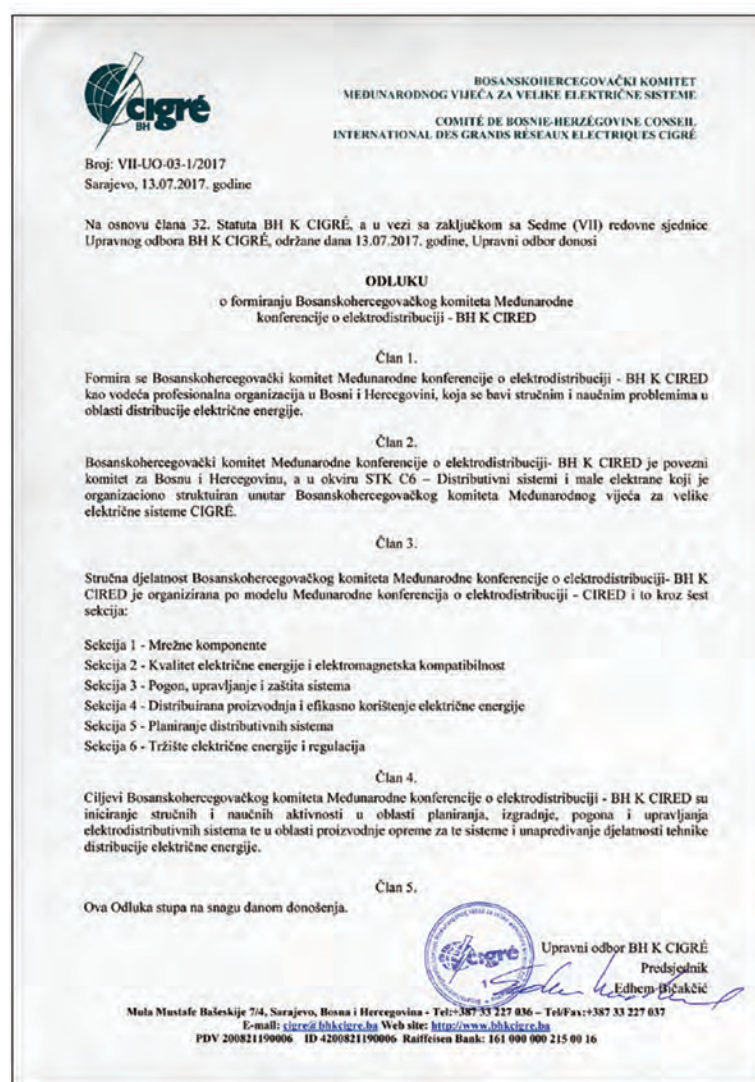 cigré
BH
BOSANSKOHERCEGOVAČKI KOMITET
MEĐUNARODNOG VIJEĆA ZA VELIKE ELEKTRIČNE SISTEME
COMITÉ DE BOSNIE-HERZÉGOVINE CONSEIL
INTERNATIONAL DES GRANDS RÉSEAUX ELECTRIQUES CIGRÉ
Broj: VII-UO-03-1/2017
Sarajevo, 13.07.2017. godine
Na osnovu člana 32. Statuta BH K CIGRÉ, a u vezi sa zaključkom sa Sedme (VII) redovne sjednice
Upravnog odbora BH K CIGRÉ, održane dana 13.07.2017. godine, Upravni odbor donosi
ODLUKU
o formiranju Bosanskohercegovačkog komiteta Međunarodne
konferencije o elektrodistribuciji - BH K CIRED
Član 1.
Formira se Bosanskohercegovački komitet Međunarodne konferencije o elektrodistribuciji - BH K CIRED
kao vodeća profesionalna organizacija u Bosni i Hercegovini, koja se bavi stručnim i naučnim problemima u
oblasti distribucije električne energije.
Član 2.
Bosanskohercegovački komitet Međunarodne konferencije o elektrodistribuciji- BH K CIRED je povezni
komitet za Bosnu i Hercegovinu, a u okviru STK C6 – Distributivni sistemi i male elektrane koji je
organizaciono struktuiran unutar Bosanskohercegovačkog komiteta Međunarodnog vijeća za velike
električne sisteme CIGRÉ.
Član 3.
Stručna djelatnost Bosanskohercegovačkog komiteta Međunarodne konferencije o elektrodistribuciji- BH K
CIRED je organizirana po modelu Međunarodne konferencija o elektrodistribuciji - CIRED i to kroz šest
sekcija:
Sekcija 1 - Mrežne komponente
Sekcija 2 - Kvalitet električne energije i elektromagnetska kompatibilnost
Sekcija 3 - Pogon, upravljanje i zaštita sistema
Sekcija 4 - Distribuirana proizvodnja i efikasno korištenje električne energije
Sekcija 5 - Planiranje distributivnih sistema
Sekcija 6 - Tržište električne energije i regulacija
Član 4.
Ciljevi Bosanskohercegovačkog komiteta Međunarodne konferencije o elektrodistribuciji - BH K CIRED su
iniciranje stručnih i naučnih aktivnosti u oblasti planiranja, izgradnje, pogona i upravljanja
elektrodistributivnih sistema te u oblasti proizvodnje opreme za te sisteme i unapređivanje djelatnosti tehnike
distribucije električne energije.
Član 5.
Ova Odluka stupa na snagu danom donošenja.
cigré
Upravni odbor BH K CIGRÉ
Predsjednik
Edhem Bičakčić
Mula Mustafe Bašeskije 7/4, Sarajevo, Bosna i Hercegovina - Tel:+387 33 227 036 – Tel/Fax:+387 33 227 037
E-mail: cigre@bhkcigre.ba Web site: http://www.bhkcigre.ba
PDV 200821190006 ID 4200821190006 Raiffeisen Bank: 161 000 000 215 00 16